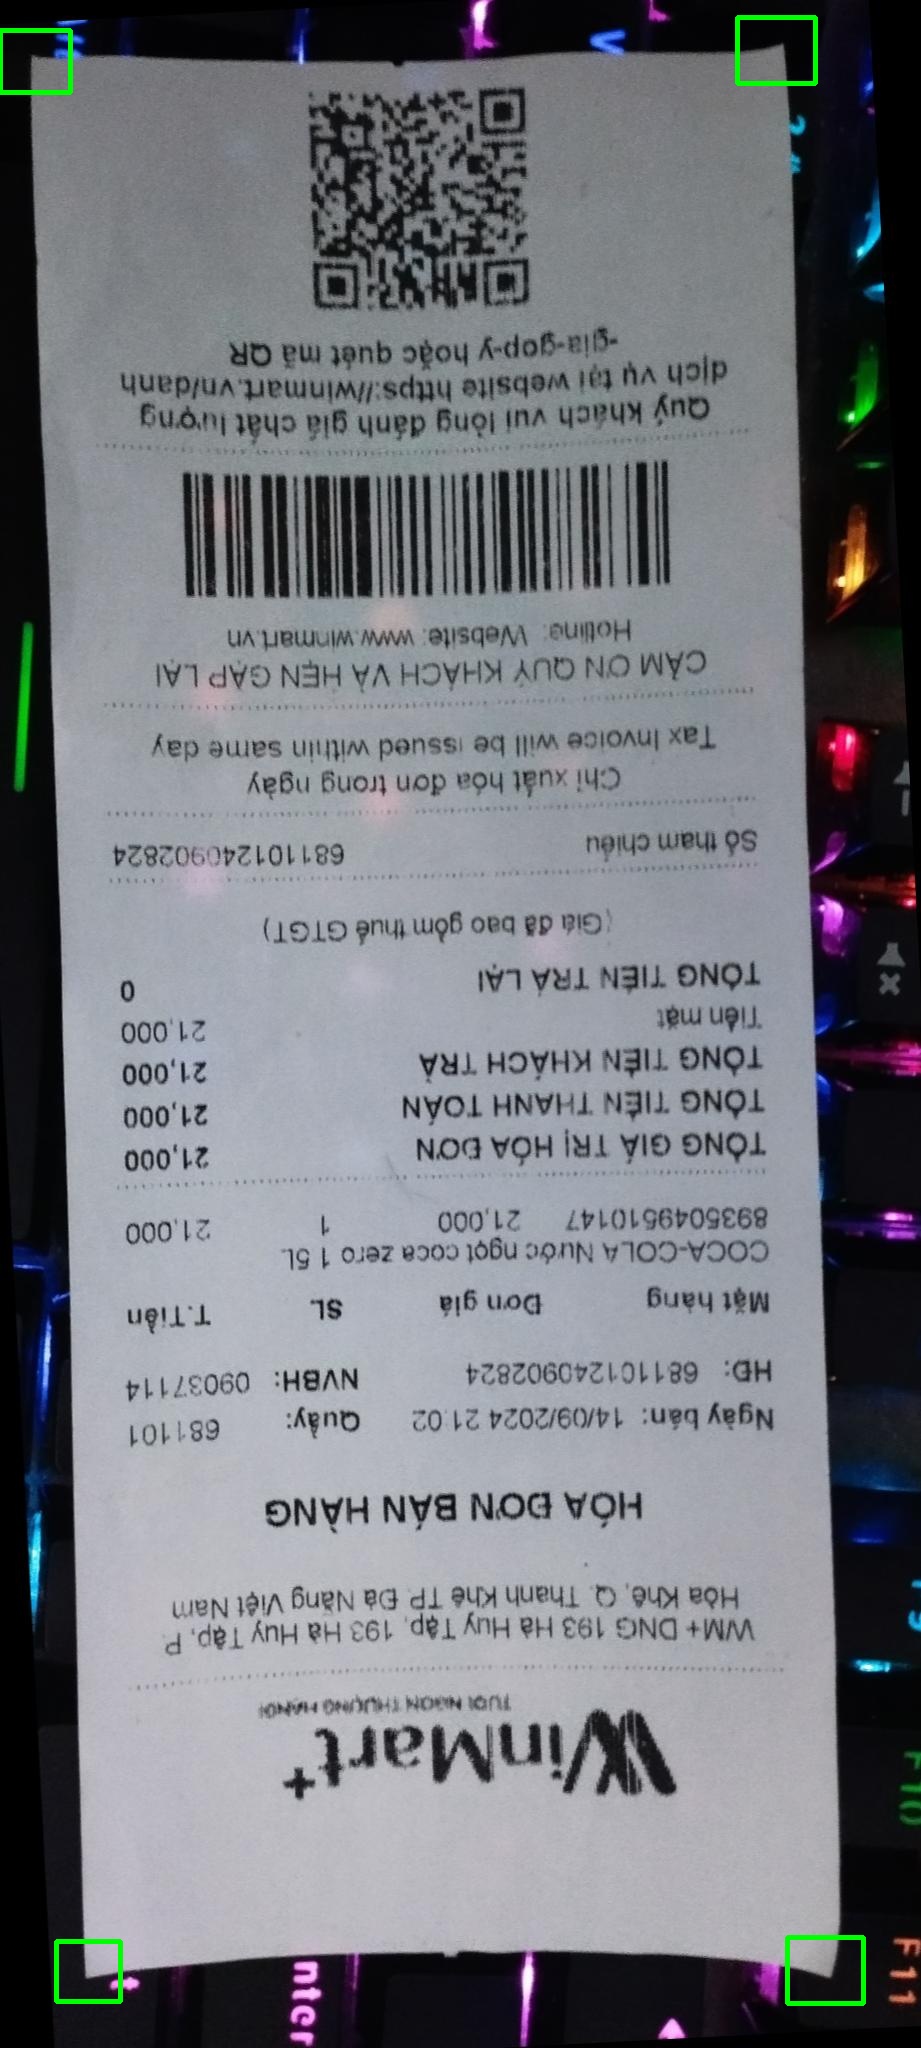 WinMart+
TƯƠI NGON THƯỢNG HẠNG!
WM+ DNG 193 Hà Huy Tập, 193 Hà Huy Tập, P.
Hòa Khê, Q. Thanh Khê TP. Đà Nẵng Việt Nam
HÓA ĐƠN BÁN HÀNG
Ngày bán: 14/09/2024 21:02 Quầy: 681101
HĐ: 68110124090​2824 NVBH: 09037114
Mặt hàng Đơn giá SL T.Tiền
COCA-COLA Nước ngọt coca zero 1.5L
8935049510147 21,000 1 21,000
TỔNG GIÁ TRỊ HÓA ĐƠN 21,000
TỔNG TIỀN THANH TOÁN 21,000
TỔNG TIỀN KHÁCH TRẢ 21,000
Tiền mặt 21,000
TỔNG TIỀN TRẢ LẠI 0
(Giá đã bao gồm thuế GTGT)
Số tham chiếu 681101240902824
Chỉ xuất hóa đơn trong ngày
Tax Invoice will be issued within same day
CẢM ƠN QUÝ KHÁCH VÀ HẸN GẶP LẠI
Hotline: Website: www.winmart.vn
Quý khách vui lòng đánh giá chất lượng
dịch vụ tại website https://winmart.vn/danh
-gia-gop-y hoặc quét mã QR
nter
F10
F11